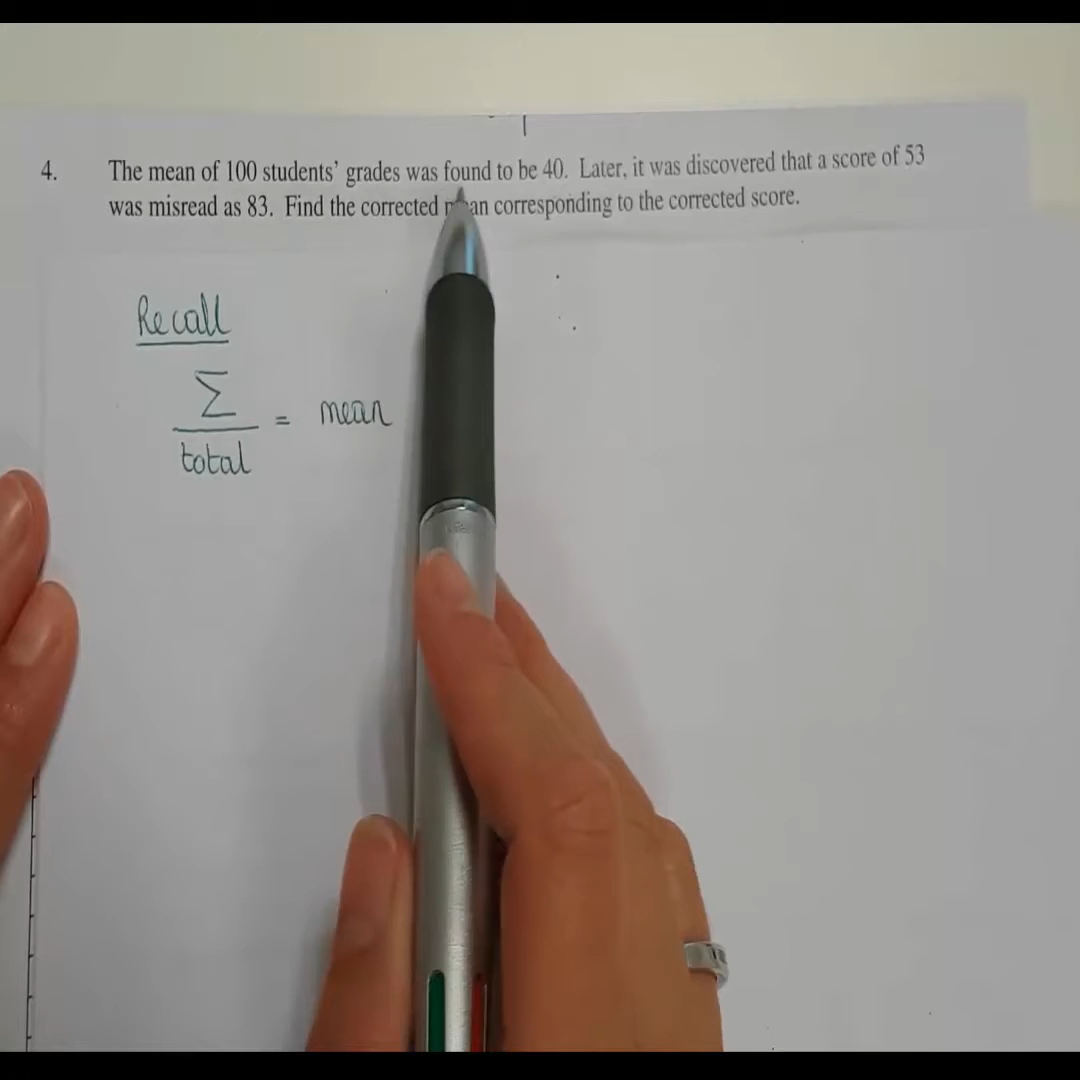 4. The mean of 100 students’ grades was found to be 40. Later, it was discovered that a score of 53
was misread as 83. Find the corrected mean corresponding to the corrected score.
Recall
Σ
total
= mean